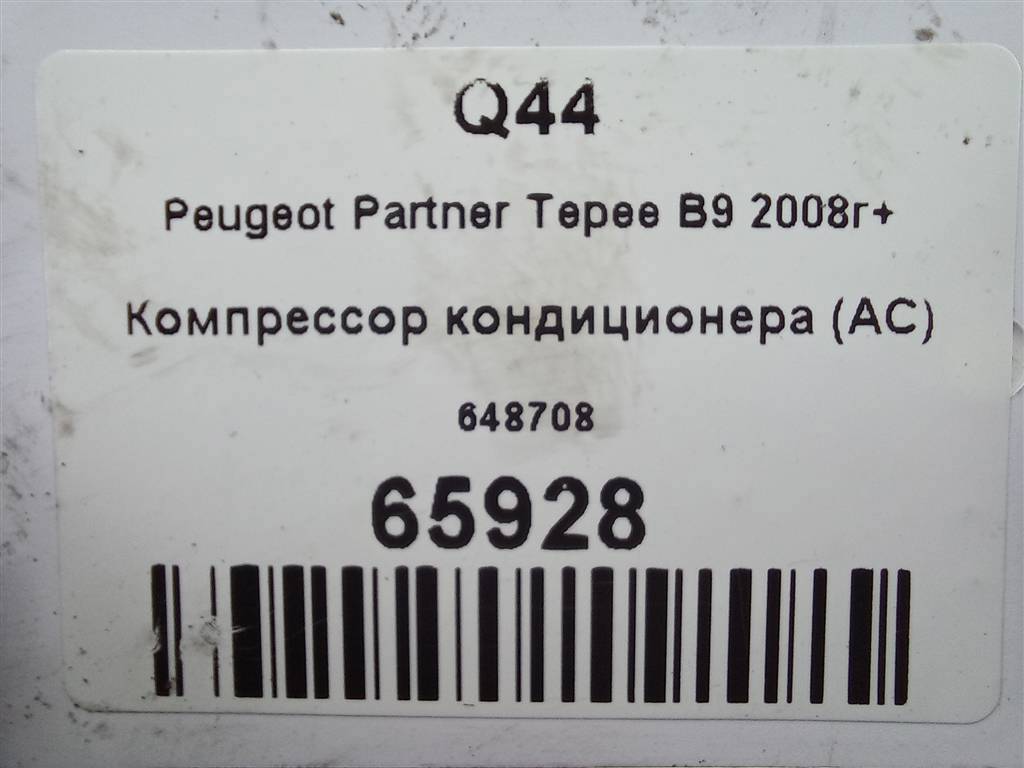 Q44
Peugeot Partner Tepee B9 2008г+
Компрессор кондиционера (AC)
648708
65928